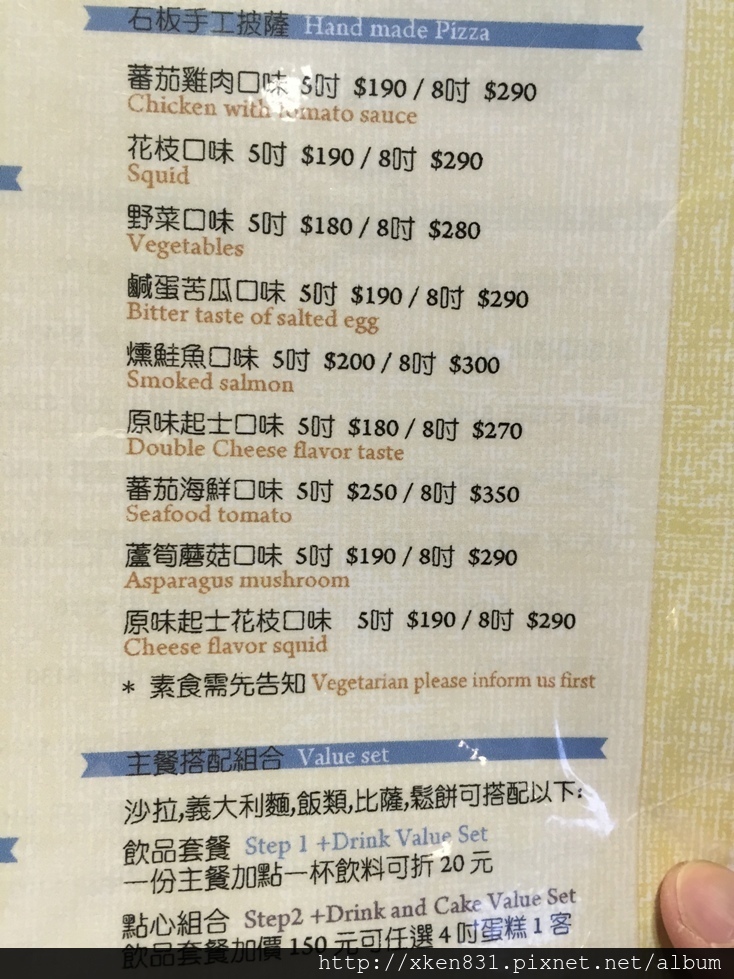 石板手工披薩 Hand made Pizza
蕃茄雞肉口味 5吋 $190 / 8吋 $290
Chicken with tomato sauce
花枝口味 5吋 $190 / 8吋 $290
Squid
野菜口味 5吋 $180 / 8吋 $280
Vegetables
鹹蛋苦瓜口味 5吋 $190 / 8吋 $290
Bitter taste of salted egg
燻鮭魚口味 5吋 $200 / 8吋 $300
Smoked salmon
原味起士口味 5吋 $180 / 8吋 $270
Double Cheese flavor taste
蕃茄海鮮口味 5吋 $250 / 8吋 $350
Seafood tomato
蘆筍蘑菇口味 5吋 $190 / 8吋 $290
Asparagus mushroom
原味起士花枝口味 5吋 $190 / 8吋 $290
Cheese flavor squid
* 素食需先告知 Vegetarian please inform us first
主餐搭配組合 Value set
沙拉,義大利麵,飯類,比薩,鬆餅可搭配以下:
飲品套餐 Step 1 +Drink Value Set
一份主餐加點一杯飲料可折 20 元
點心組合 Step2 +Drink and Cake Value Set
飲品套餐加價 150 元可任選 4 吋蛋糕 1 客
http://xken831.pixnet.net/album